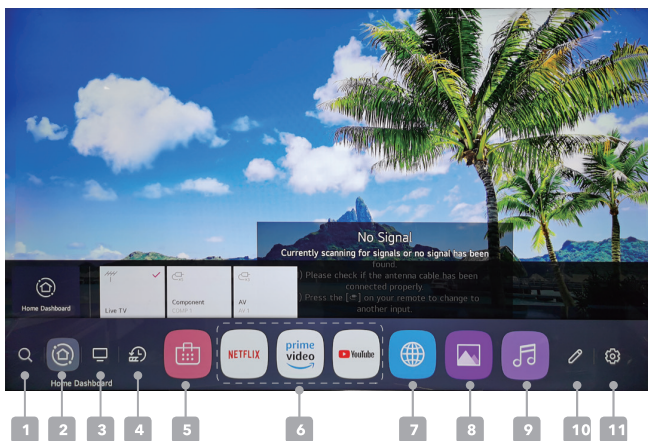 No Signal
Currently scanning for signals or no signal has been
found.
) Please check if the antenna cable has been
connected properly
) Press the [ ] on your remote to change to
another input.
Home Dashboard
Live TV
Component
COMP 1
AV
AV 1
NETFLIX
prime
video
YouTube
Home Dashboard
1
2
3
4
5
6
7
8
9
10
11